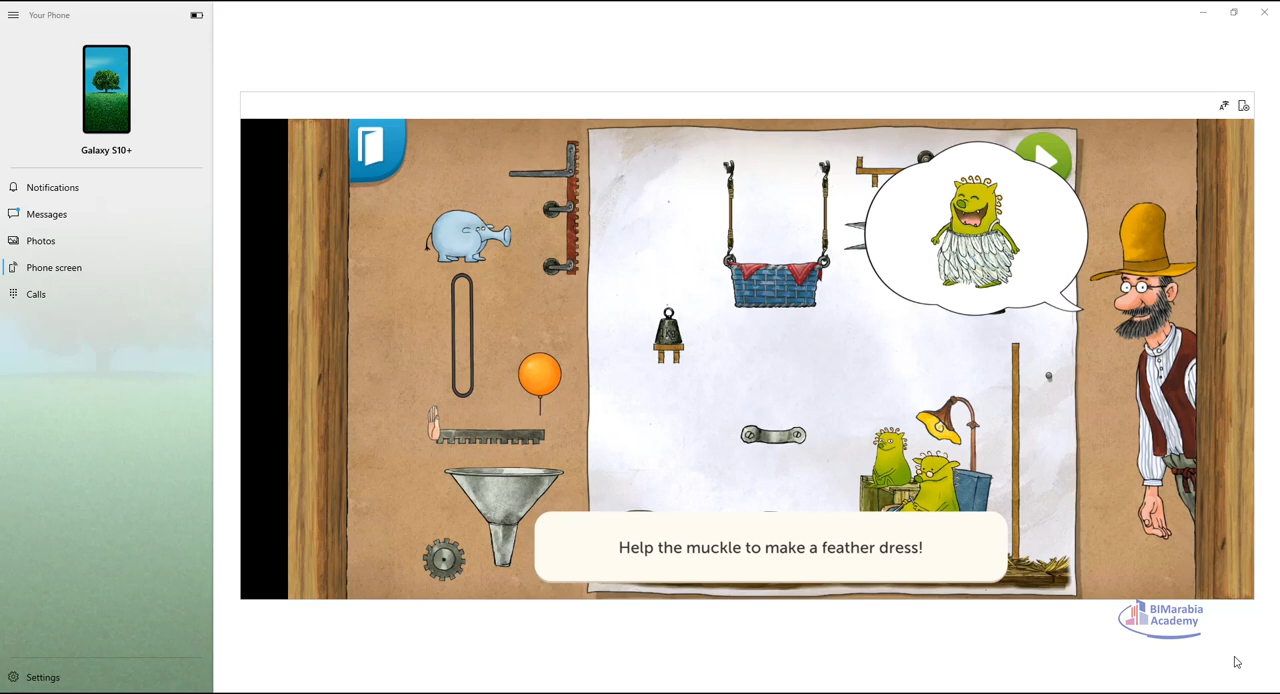 Your Phone
Galaxy S10+
Notifications
Messages
Photos
Phone screen
Calls
Settings
Help the muckle to make a feather dress!
BIMarabia
Academy